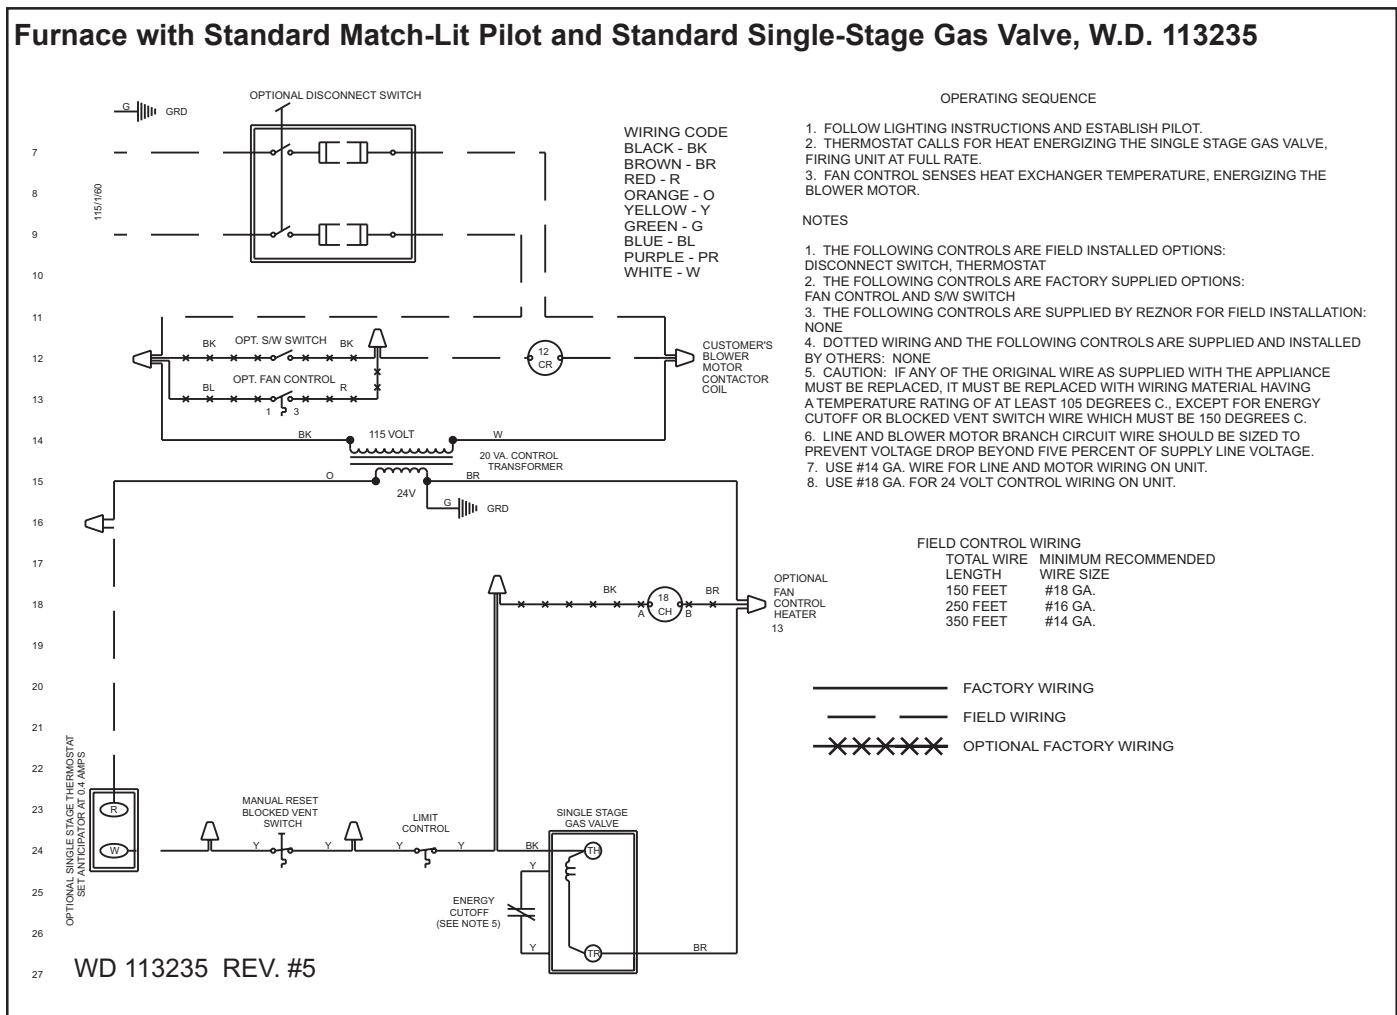 Furnace with Standard Match-Lit Pilot and Standard Single-Stage Gas Valve, W.D. 113235
OPTIONAL DISCONNECT SWITCH
G
GRD
7
8
9
10
11
12
13
14
15
16
17
18
19
20
21
22
23
24
25
26
27
115/1/60
WIRING CODE
BLACK - BK
BROWN - BR
RED - R
ORANGE - O
YELLOW - Y
GREEN - G
BLUE - BL
PURPLE - PR
WHITE - W
BK
OPT. S/W SWITCH
BK
12
CR
CUSTOMER'S
BLOWER
MOTOR
CONTACTOR
COIL
BL
OPT. FAN CONTROL
R
1 3
BK
115 VOLT
W
20 VA. CONTROL
TRANSFORMER
O
24V
BR
G
GRD
BK
18
CH
BR
A
B
OPTIONAL
FAN
CONTROL
HEATER
13
OPTIONAL SINGLE STAGE THERMOSTAT
SET ANTICIPATOR AT 0.4 AMPS
R
W
MANUAL RESET
BLOCKED VENT
SWITCH
Y
Y
LIMIT
CONTROL
Y
Y
SINGLE STAGE
GAS VALVE
BK
TH
Y
ENERGY
CUTOFF
(SEE NOTE 5)
Y
TR
BR
WD 113235 REV. #5
OPERATING SEQUENCE
1. FOLLOW LIGHTING INSTRUCTIONS AND ESTABLISH PILOT.
2. THERMOSTAT CALLS FOR HEAT ENERGIZING THE SINGLE STAGE GAS VALVE,
FIRING UNIT AT FULL RATE.
3. FAN CONTROL SENSES HEAT EXCHANGER TEMPERATURE, ENERGIZING THE
BLOWER MOTOR.
NOTES
1. THE FOLLOWING CONTROLS ARE FIELD INSTALLED OPTIONS:
DISCONNECT SWITCH, THERMOSTAT
2. THE FOLLOWING CONTROLS ARE FACTORY SUPPLIED OPTIONS:
FAN CONTROL AND S/W SWITCH
3. THE FOLLOWING CONTROLS ARE SUPPLIED BY REZNOR FOR FIELD INSTALLATION:
NONE
4. DOTTED WIRING AND THE FOLLOWING CONTROLS ARE SUPPLIED AND INSTALLED
BY OTHERS: NONE
5. CAUTION: IF ANY OF THE ORIGINAL WIRE AS SUPPLIED WITH THE APPLIANCE
MUST BE REPLACED, IT MUST BE REPLACED WITH WIRING MATERIAL HAVING
A TEMPERATURE RATING OF AT LEAST 105 DEGREES C., EXCEPT FOR ENERGY
CUTOFF OR BLOCKED VENT SWITCH WIRE WHICH MUST BE 150 DEGREES C.
6. LINE AND BLOWER MOTOR BRANCH CIRCUIT WIRE SHOULD BE SIZED TO
PREVENT VOLTAGE DROP BEYOND FIVE PERCENT OF SUPPLY LINE VOLTAGE.
7. USE #14 GA. WIRE FOR LINE AND MOTOR WIRING ON UNIT.
8. USE #18 GA. FOR 24 VOLT CONTROL WIRING ON UNIT.
FIELD CONTROL WIRING
TOTAL WIRE MINIMUM RECOMMENDED
LENGTH WIRE SIZE
150 FEET #18 GA.
250 FEET #16 GA.
350 FEET #14 GA.
FACTORY WIRING
FIELD WIRING
OPTIONAL FACTORY WIRING